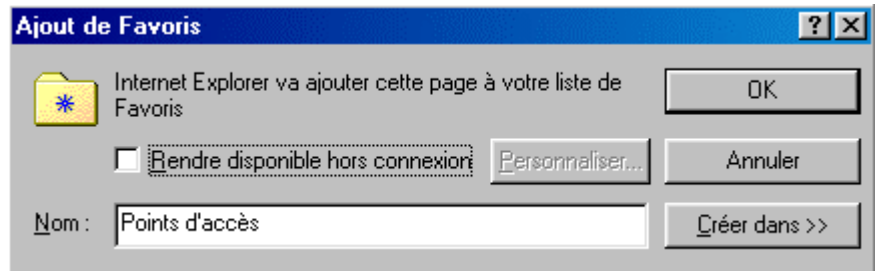 Ajout de Favoris
Internet Explorer va ajouter cette page à votre liste de
Favoris
OK
Rendre disponible hors connexion
Personnaliser...
Annuler
Nom :
Points d'accès
Créer dans >>